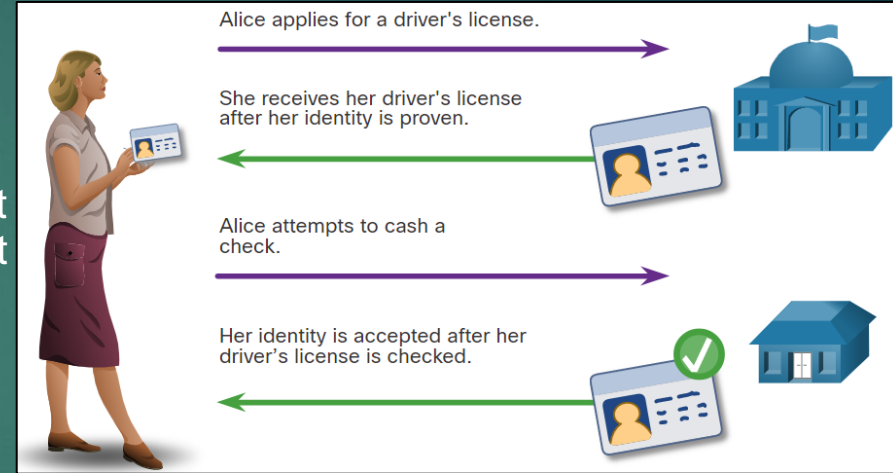 Alice applies for a driver's license.
She receives her driver's license
after her identity is proven.
t
t
Alice attempts to cash a
check.
Her identity is accepted after her
driver's license is checked.